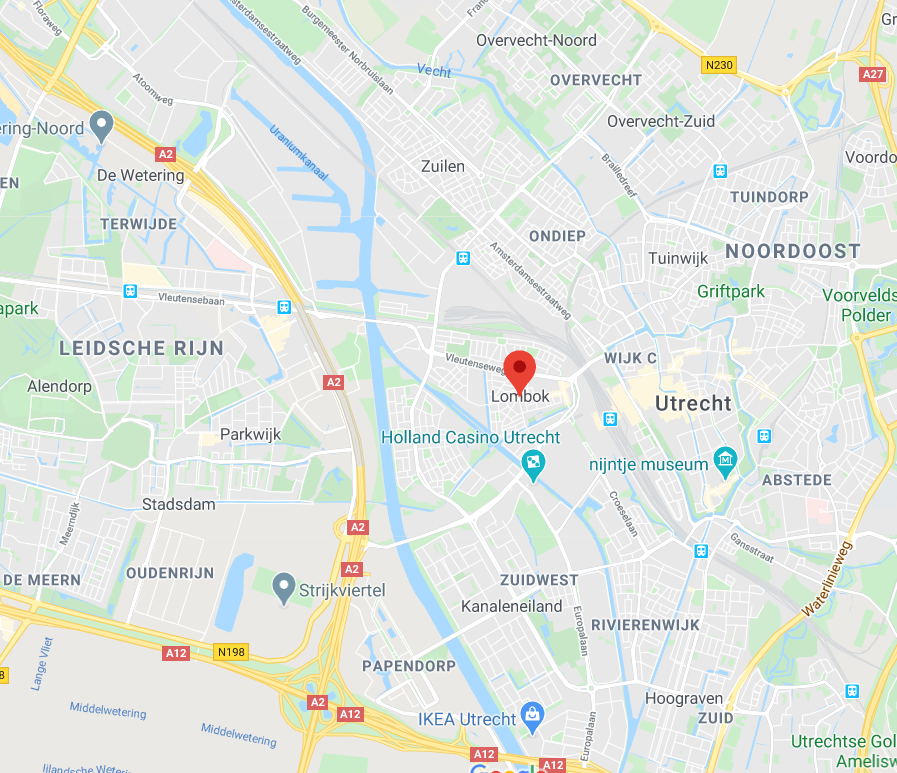 Floraweg
Amsterdamsestraatweg
Burgemeester Norbruislaan
Overvecht-Noord
Vecht
OVERVECHT
N230
A27
Atoomweg
ering-Noord
Uraniumkanaal
Overvecht-Zuid
A2
De Wetering
Zuilen
Brailledreef
Voordo
EN
TERWIJDE
TUINDORP
ONDIEP
Tuinwijk
NOORDOOST
Amsterdamsestraatweg
apark
Vleutensebaan
Griftpark
Voorvelds
Polder
LEIDSCHE RIJN
Vleutensewe
WIJK C
Alendorp
A2
Lombok
Utrecht
Parkwijk
Holland Casino Utrecht
nijntje museum
ABSTEDE
Stadsdam
Meerndijk
Croeselaan
A2
Gansstraat
Waterlinieweg
A2
DE MEERN
OUDENRIJN
Strijkviertel
ZUIDWEST
Kanaleneiland
Europalaan
RIVIERENWIJK
Lange Vliet
A12
N198
PAPENDORP
8
A2
A12
Middelwetering
Middelwetering
IKEA Utrecht
Europalaan
Hoograven
ZUID
A12
A12
Utrechtse Gol
Amelisw
Google